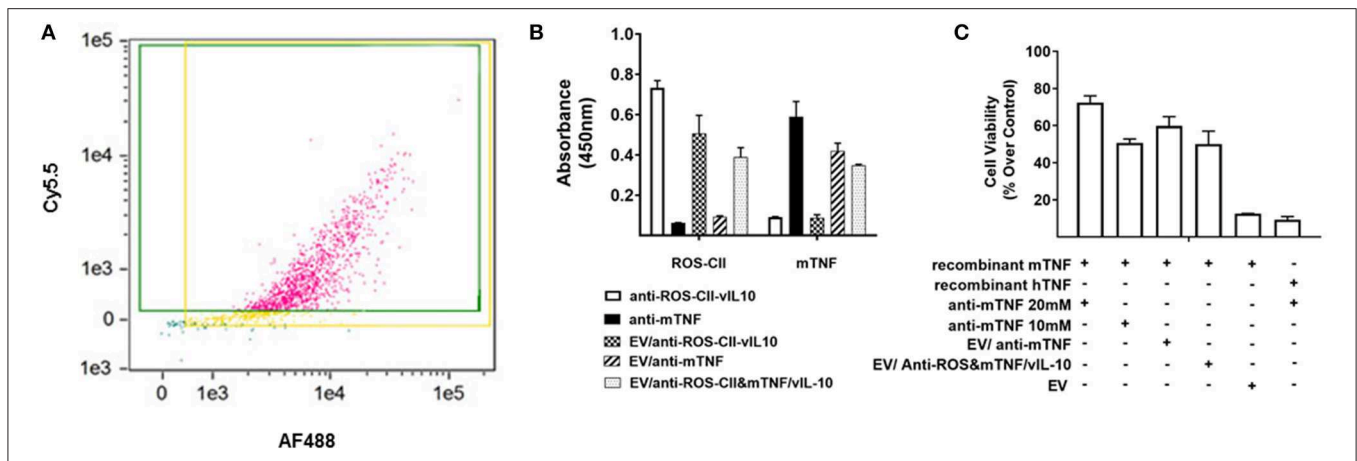 A
1e5
1e4
1e3
0
1e3
Cy5.5
0 1e3 1e4 1e5
AF488
B
1.0
0.8
0.6
0.4
0.2
Absorbance
(450nm)
ROS-CII mTNF
anti-ROS-CII-vIL10
anti-mTNF
EV/anti-ROS-CII-vIL10
EV/anti-mTNF
EV/anti-ROS-CII&mTNF/vIL-10
C
100
80
60
40
20
Cell Viability
(% Over Control)
recombinant mTNF + + + + + -
recombinant hTNF - - - - - +
anti-mTNF 20mM + - - - - +
anti-mTNF 10mM - + - - - -
EV/ anti-mTNF - - + - - -
EV/ Anti-ROS&mTNF/vIL-10 - - - + - -
EV - - - - + -